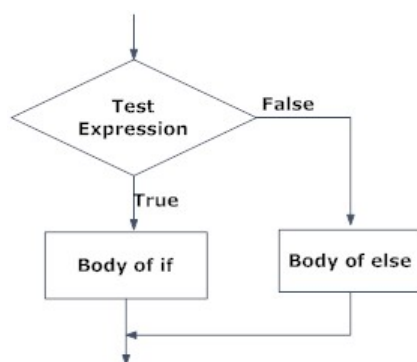 Test
Expression
False
True
Body of if
Body of else